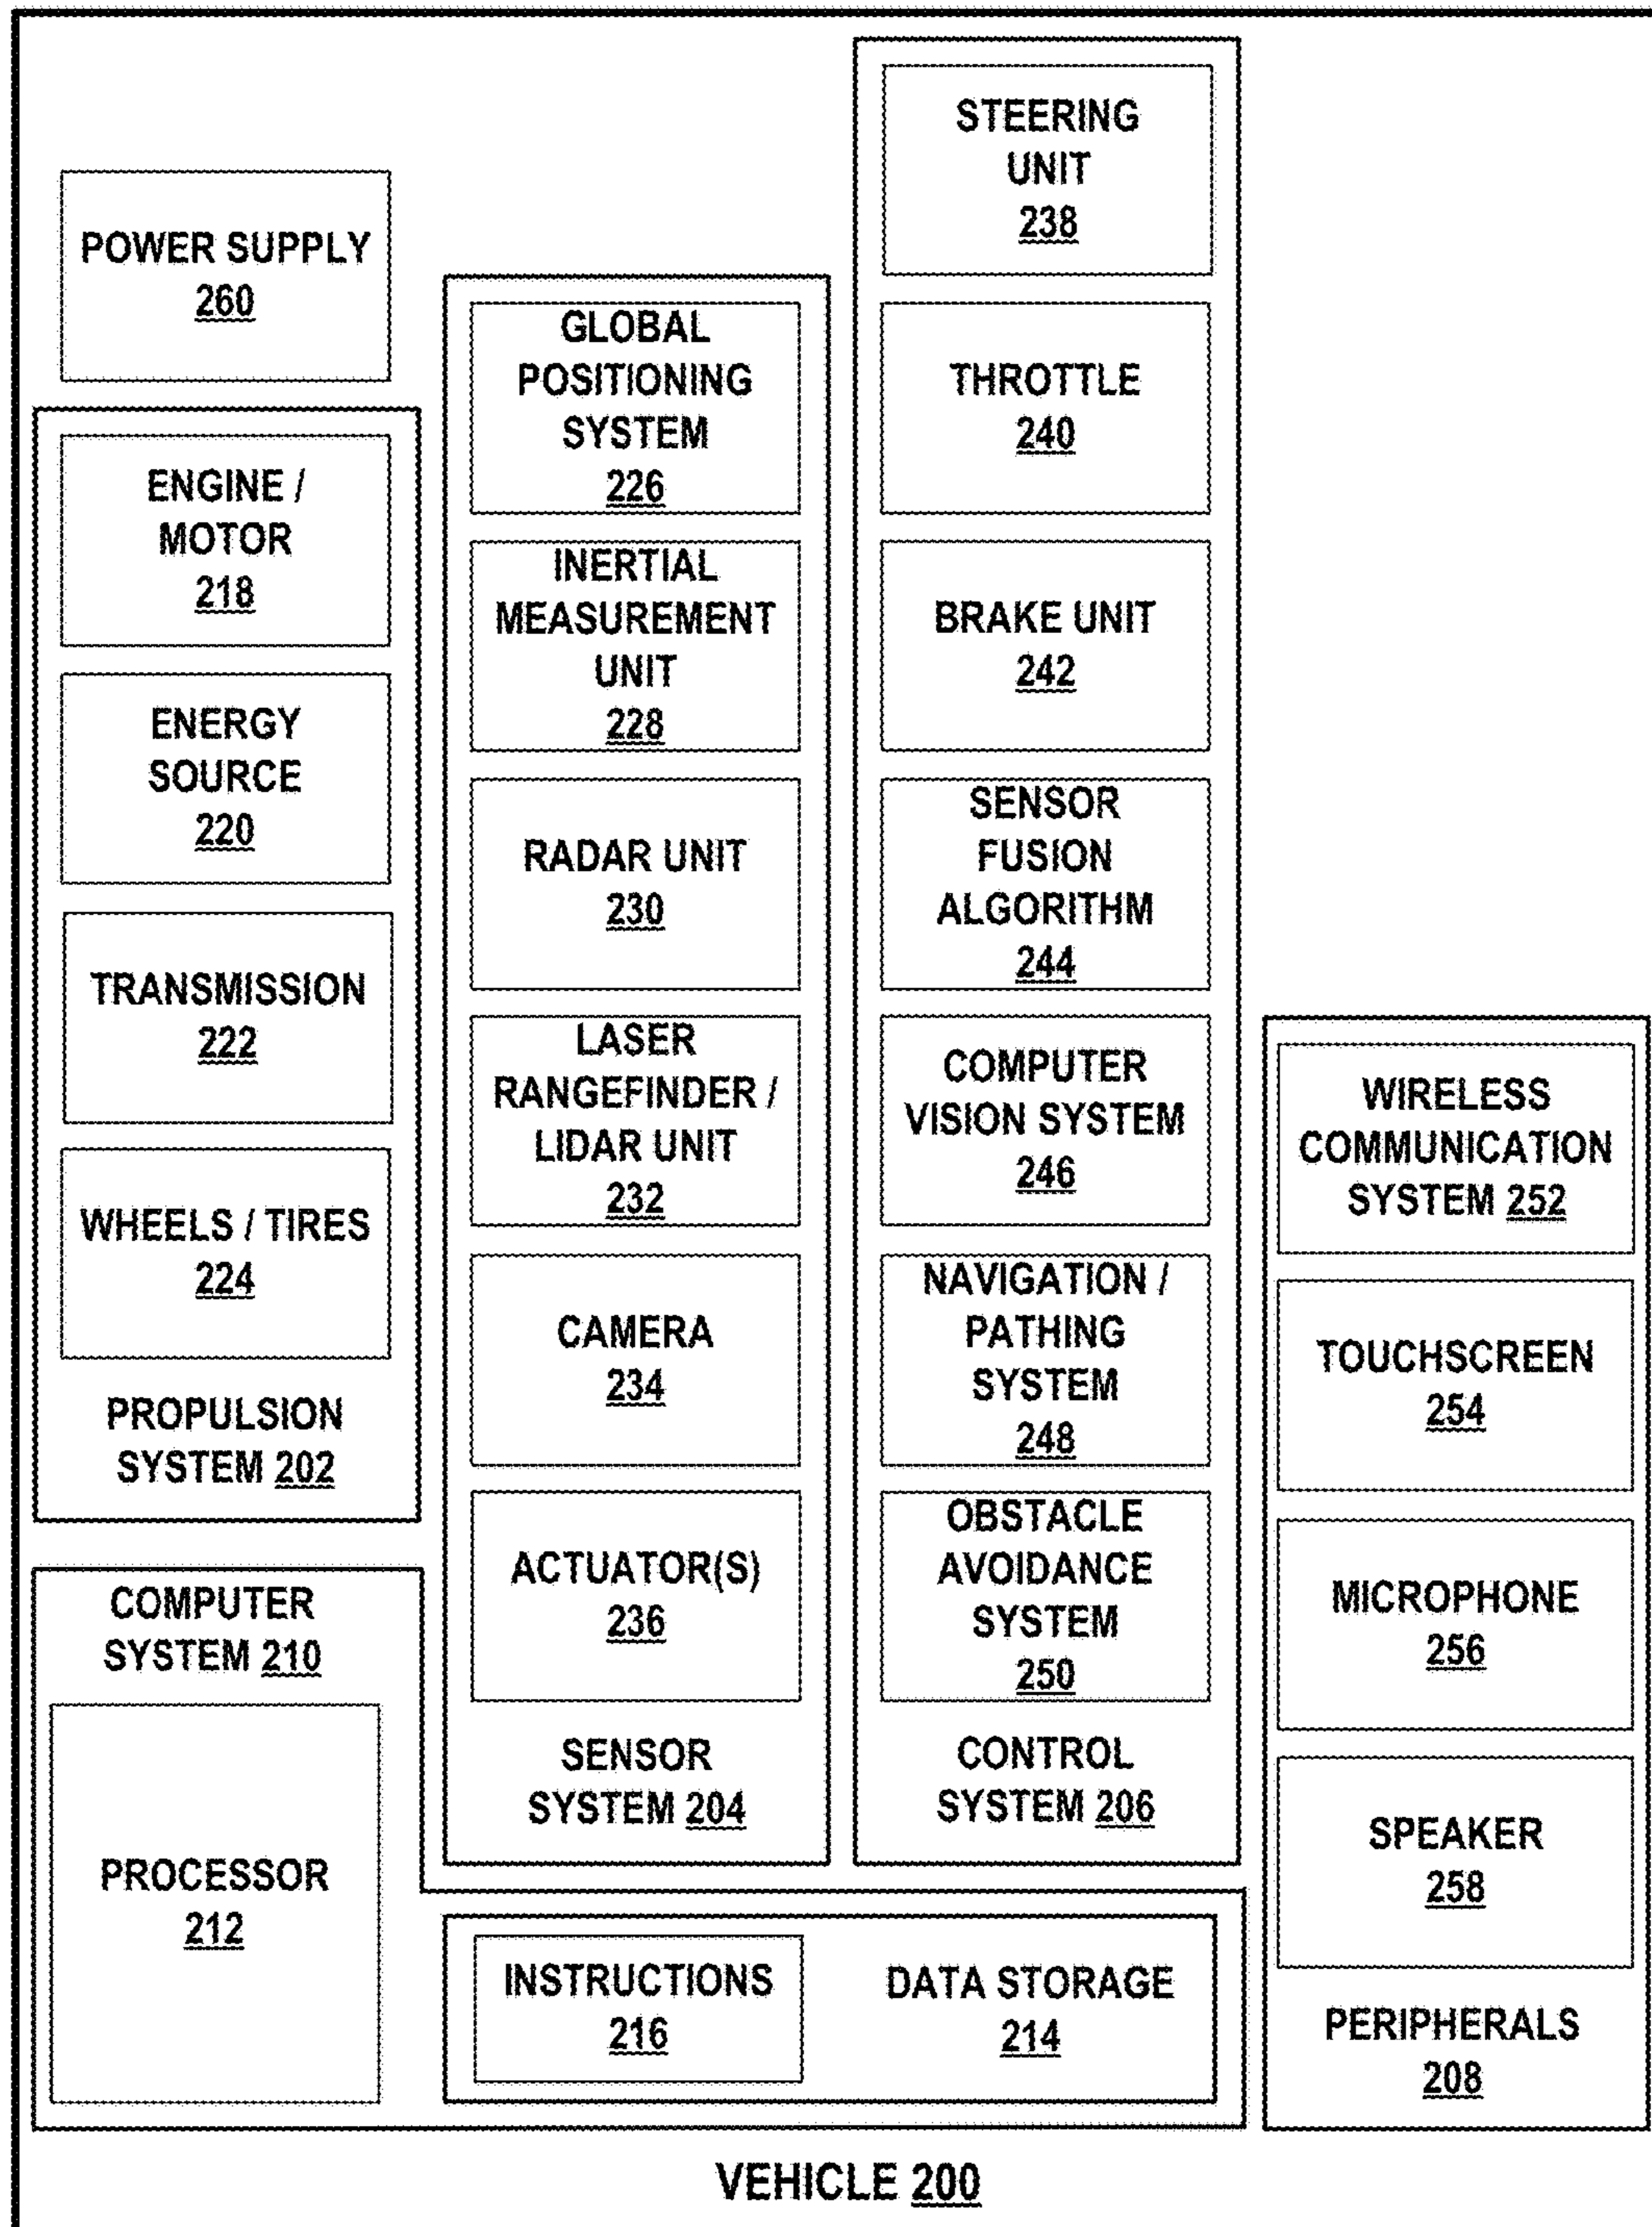 POWER SUPPLY
260
ENGINE /
MOTOR
218
ENERGY
SOURCE
220
TRANSMISSION
222
WHEELS / TIRES
224
PROPULSION
SYSTEM 202
COMPUTER
SYSTEM 210
PROCESSOR
212
GLOBAL
POSITIONING
SYSTEM
226
INERTIAL
MEASUREMENT
UNIT
228
RADAR UNIT
230
LASER
RANGEFINDER /
LIDAR UNIT
232
CAMERA
234
ACTUATOR(S)
236
SENSOR
SYSTEM 204
STEERING
UNIT
238
THROTTLE
240
BRAKE UNIT
242
SENSOR
FUSION
ALGORITHM
244
COMPUTER
VISION SYSTEM
246
NAVIGATION /
PATHING
SYSTEM
248
OBSTACLE
AVOIDANCE
SYSTEM
250
CONTROL
SYSTEM 206
INSTRUCTIONS
216
DATA STORAGE
214
WIRELESS
COMMUNICATION
SYSTEM 252
TOUCHSCREEN
254
MICROPHONE
256
SPEAKER
258
PERIPHERALS
208
VEHICLE 200